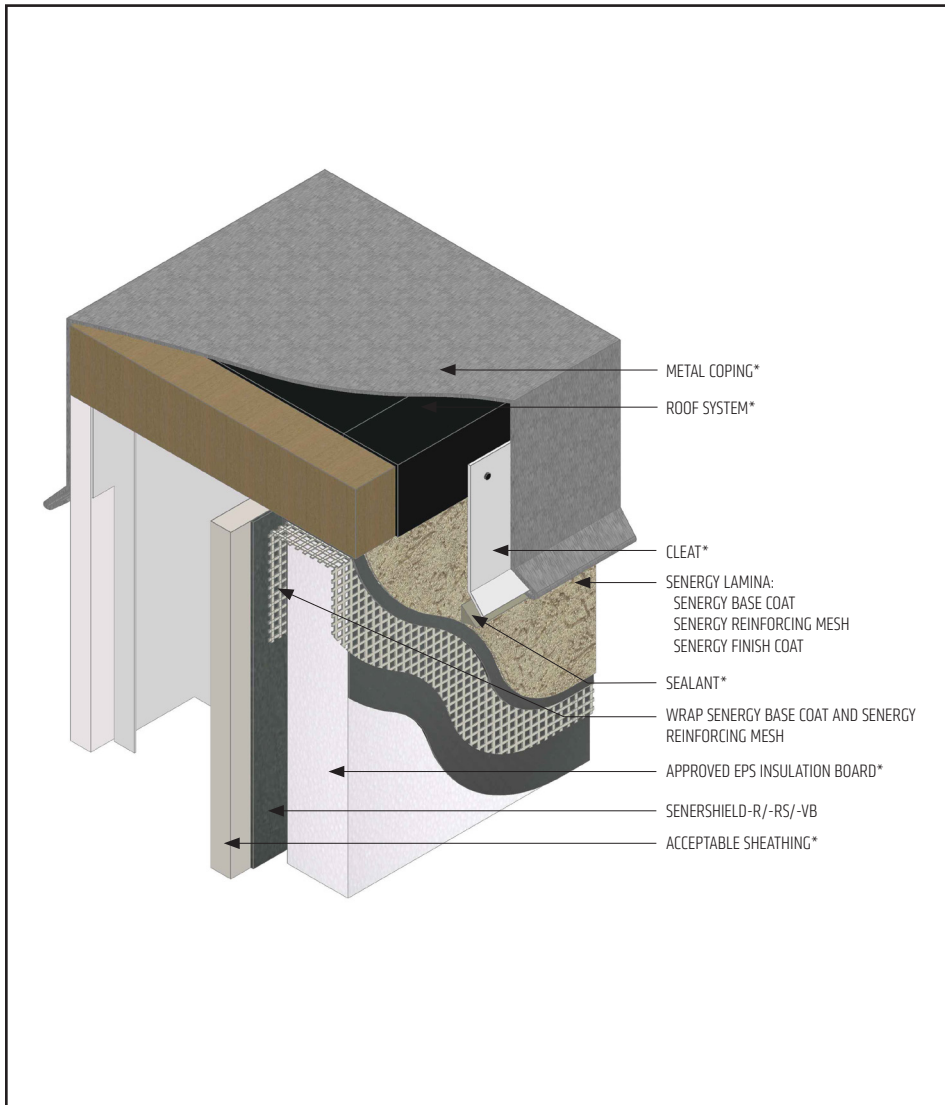 METAL COPING*
ROOF SYSTEM*
CLEAT*
SENERGY LAMINA:
SENERGY BASE COAT
SENERGY REINFORCING MESH
SENERGY FINISH COAT
SEALANT*
WRAP SENERGY BASE COAT AND SENERGY
REINFORCING MESH
APPROVED EPS INSULATION BOARD*
SENERSHIELD-R/-RS/-VB
ACCEPTABLE SHEATHING*